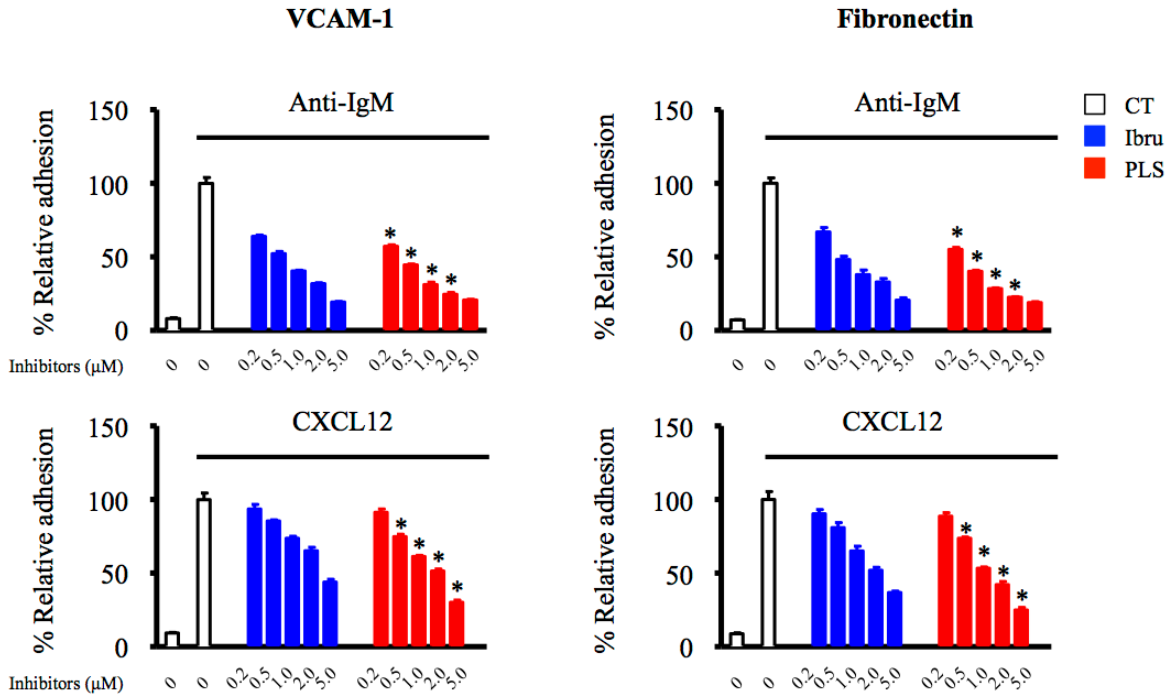 VCAM-1
Fibronectin
Anti-IgM
Anti-IgM
CT
Ibru
PLS
% Relative adhesion
150
100
50
0
* * * *
Inhibitors (μM) 0 0 0.2 0.5 1.0 2.0 5.0 0.2 0.5 1.0 2.0 5.0
% Relative adhesion
150
100
50
0
* * * *
0 0 0.2 0.5 1.0 2.0 5.0 0.2 0.5 1.0 2.0 5.0
CXCL12
CXCL12
% Relative adhesion
150
100
50
0
* * * *
Inhibitors (μM) 0 0 0.2 0.5 1.0 2.0 5.0 0.2 0.5 1.0 2.0 5.0
% Relative adhesion
150
100
50
0
* * * *
0 0 0.2 0.5 1.0 2.0 5.0 0.2 0.5 1.0 2.0 5.0